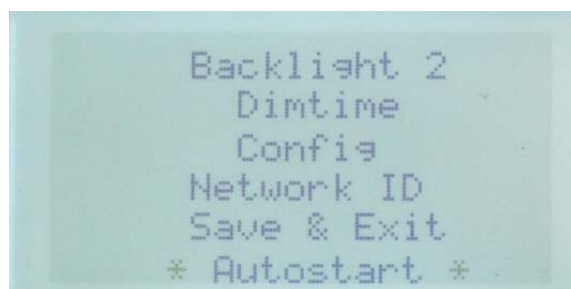 Backlight 2
Dimtime
Config
Network ID
Save & Exit
* Autostart *